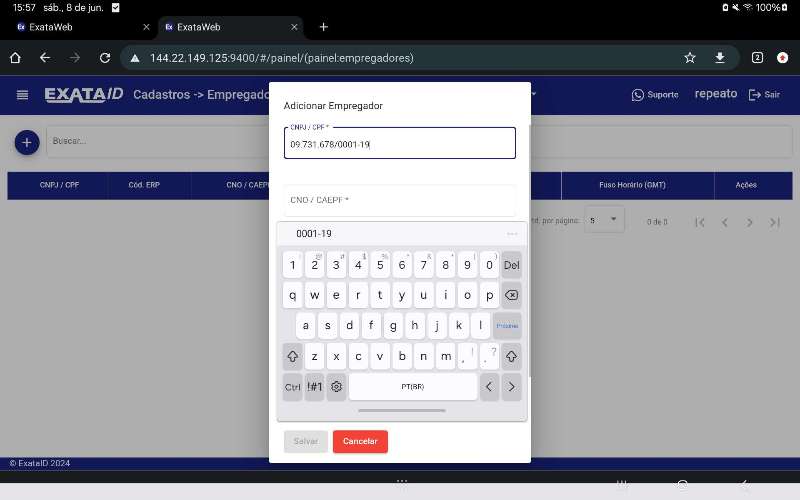 15:57 sáb., 8 de jun. 100%
ExataWeb
ExataWeb
144.22.149.125:9400/#/painel/(painel:empregadores)
2
EXATAID Cadastros -> Empregado
Suporte repeato Sair
Adicionar Empregador
CNPJ / CPF *
09.731.678/0001-19
Buscar...
CNPJ / CPF Cód. ERP CNO / CAEPF Fuso Horário (GMT) Ações
CNO / CAEPF *
por página: 5 0 de 0
0001-19
1 2 3 4 5 6 7 8 9 0 Del
q w e r t y u i o p
a s d f g h j k l Próximo
z x c v b n m , ! . ?
Ctrl !#1 PT(BR) < >
Salvar Cancelar
© ExataID 2024